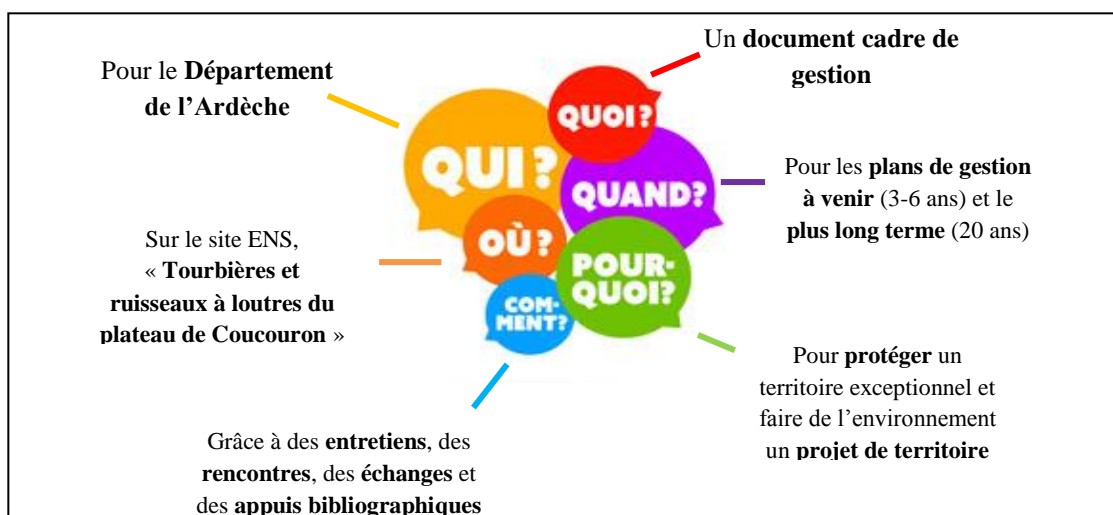 Pour le Département
de l'Ardèche
Un document cadre de
gestion
QUI ?
QUOI ?
QUAND?
OÙ ?
POUR-
QUOI?
COM-
MENT?
Pour les plans de gestion
à venir (3-6 ans) et le
plus long terme (20 ans)
Sur le site ENS,
« Tourbières et
ruisseaux à loutres du
plateau de Coucouron »
Pour protéger un
territoire exceptionnel et
faire de l'environnement
un projet de territoire
Grâce à des entretiens, des
rencontres, des échanges et
des appuis bibliographiques